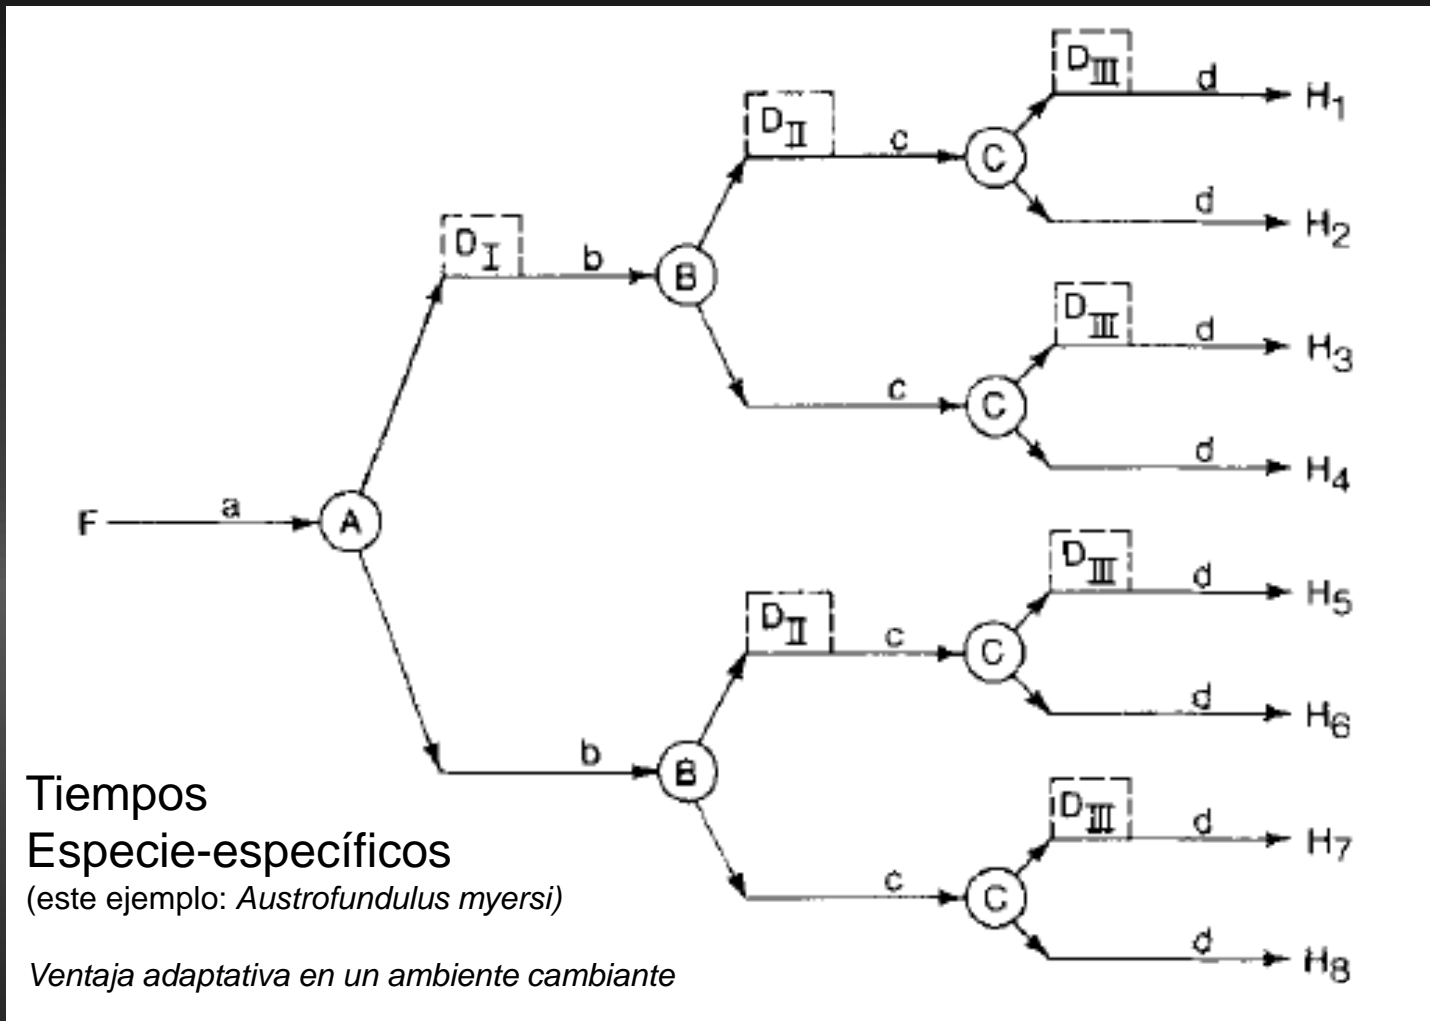 D III d H1
D II c C
d H2
D I b B
D III d H3
c C
d H4
F a A
D III d H5
D II c C
d H6
b B
D III d H7
c C
d H8
Tiempos
Especie-específicos
(este ejemplo: Austrofundulus myersi)
Ventaja adaptativa en un ambiente cambiante